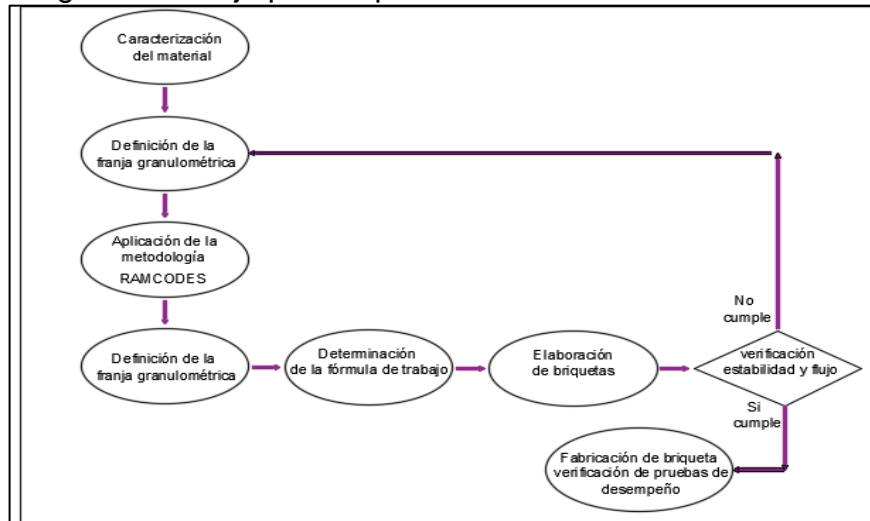 Caracterización
del material
Definición de la
franja granulométrica
Aplicación de la
metodología
RAMCODES
Definición de la
franja granulométrica
Determinación
de la fórmula de trabajo
Elaboración
de briquetas
verificación
estabilidad y flujo
No
cumple
Si
cumple
Fabricación de briqueta
verificación de pruebas de
desempeño